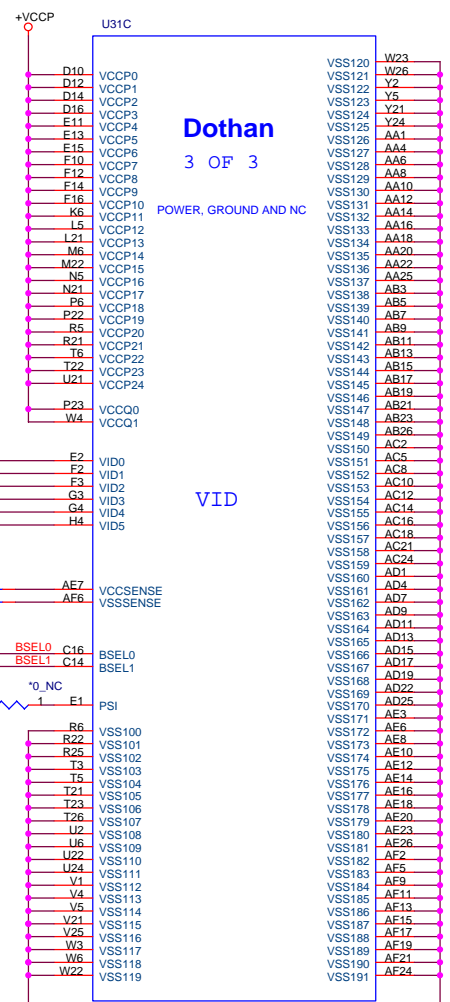 +VCCP
U31C
D10 VCCP0
D12 VCCP1
D14 VCCP2
D16 VCCP3
E11 VCCP4
E13 VCCP5
E15 VCCP6
F10 VCCP7
F12 VCCP8
F14 VCCP9
F16 VCCP10
K6 VCCP11
L5 VCCP12
L21 VCCP13
M6 VCCP14
M22 VCCP15
N5 VCCP16
N21 VCCP17
P6 VCCP18
P22 VCCP19
R5 VCCP20
R21 VCCP21
T6 VCCP22
T22 VCCP23
U21 VCCP24
P23 VCCQ0
W4 VCCQ1
E2 VID0
F2 VID1
F3 VID2
G3 VID3
G4 VID4
H4 VID5
AE7 VCCSENSE
AF6 VSSSENSE
BSEL0 C16 BSEL0
BSEL1 C14 BSEL1
*0_NC
1 E1 PSI
R6 VSS100
R22 VSS101
R25 VSS102
T3 VSS103
T5 VSS104
T21 VSS105
T23 VSS106
T26 VSS107
U2 VSS108
U6 VSS109
U22 VSS110
U24 VSS111
V1 VSS112
V4 VSS113
V5 VSS114
V21 VSS115
V25 VSS116
W3 VSS117
W6 VSS118
W22 VSS119
Dothan
3 OF 3
POWER, GROUND AND NC
VID
VSS120 W23
VSS121 W26
VSS122 Y2
VSS123 Y5
VSS124 Y21
VSS125 Y24
VSS126 AA1
VSS127 AA4
VSS128 AA6
VSS129 AA8
VSS130 AA10
VSS131 AA12
VSS132 AA14
VSS133 AA16
VSS134 AA18
VSS135 AA20
VSS136 AA22
VSS137 AA25
VSS138 AB3
VSS139 AB5
VSS140 AB7
VSS141 AB9
VSS142 AB11
VSS143 AB13
VSS144 AB15
VSS145 AB17
VSS146 AB19
VSS147 AB21
VSS148 AB23
VSS149 AB26
VSS150 AC2
VSS151 AC5
VSS152 AC8
VSS153 AC10
VSS154 AC12
VSS155 AC14
VSS156 AC16
VSS157 AC18
VSS158 AC21
VSS159 AC24
VSS160 AD1
VSS161 AD4
VSS162 AD7
VSS163 AD9
VSS164 AD11
VSS165 AD13
VSS166 AD15
VSS167 AD17
VSS168 AD19
VSS169 AD22
VSS170 AD25
VSS171 AE3
VSS172 AE6
VSS173 AE8
VSS174 AE10
VSS175 AE12
VSS176 AE14
VSS177 AE16
VSS178 AE18
VSS179 AE20
VSS180 AE23
VSS181 AE26
VSS182 AF2
VSS183 AF5
VSS184 AF9
VSS185 AF11
VSS186 AF13
VSS187 AF15
VSS188 AF17
VSS189 AF19
VSS190 AF21
VSS191 AF24